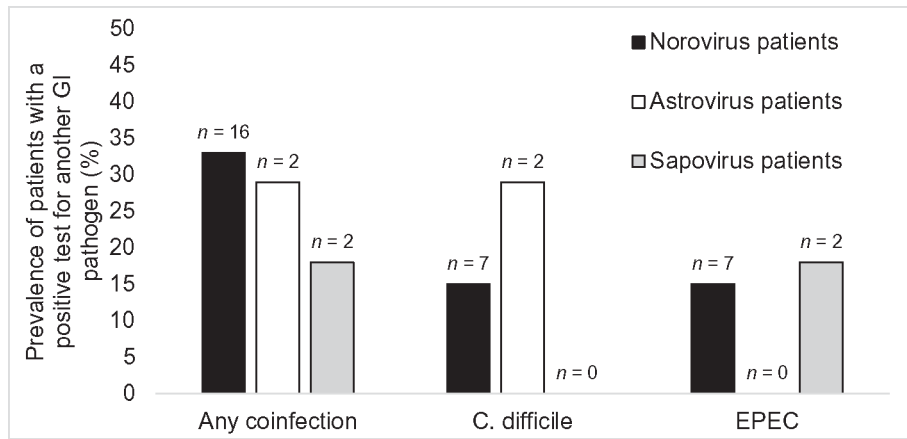 Prevalence of patients with a
positive test for another GI
pathogen (%)
50
45
40
35
30
25
20
15
10
5
0
Norovirus patients
Astrovirus patients
Sapovirus patients
n = 16
n = 2
n = 2
n = 7
n = 2
n = 0
n = 7
n = 0
n = 2
Any coinfection
C. difficile
EPEC